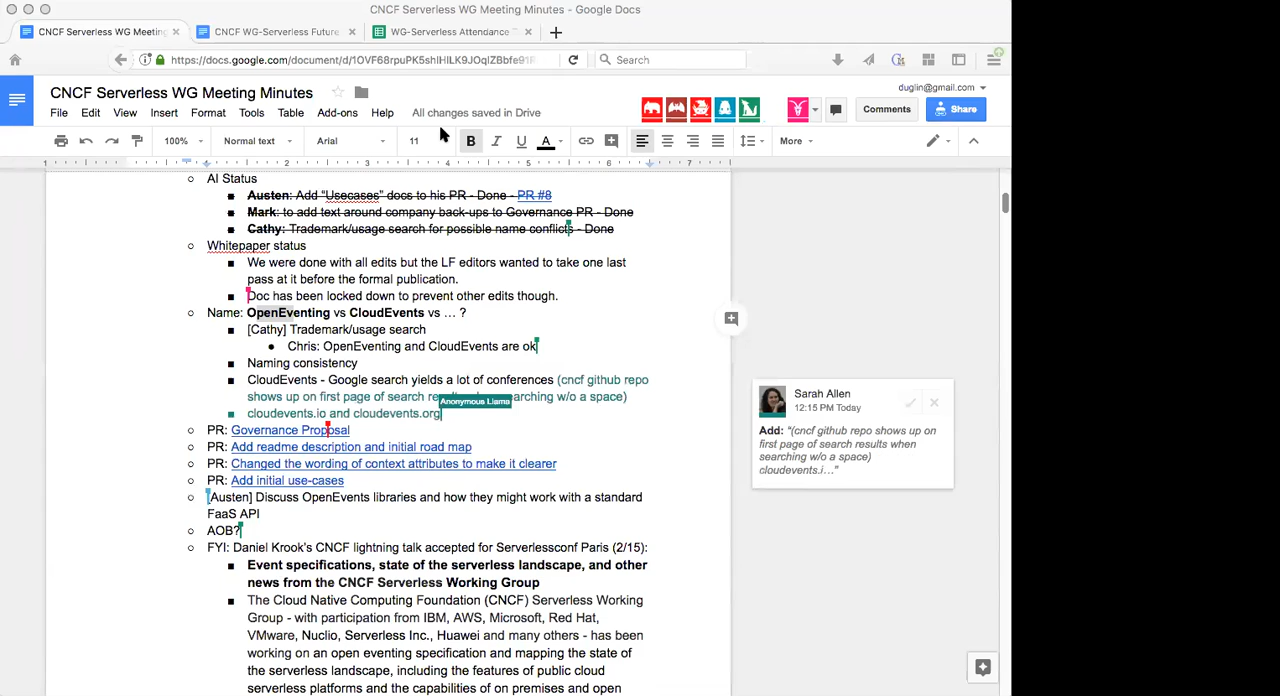 CNCF Serverless WG Meeting Minutes - Google Docs
CNCF Serverless WG Meeting
CNCF WG-Serverless Future
WG-Serverless Attendance
Search
duglin@gmail.com
CNCF Serverless WG Meeting Minutes
File Edit View Insert Format Tools Table Add-ons Help All changes saved in Drive
Comments
Share
100% Normal text Arial 11 B I U A More
1 1 2 3 4 5 6 7
AI Status
Austen: Add "Usecases" docs to his PR - Done - PR #8
Mark: to add text around company back-ups to Governance PR - Done
Cathy: Trademark/usage search for possible name conflicts - Done
Whitepaper status
We were done with all edits but the LF editors wanted to take one last
pass at it before the formal publication.
Doc has been locked down to prevent other edits though.
Name: OpenEventing vs CloudEvents vs ... ?
[Cathy] Trademark/usage search
Chris: OpenEventing and CloudEvents are ok
Naming consistency
CloudEvents - Google search yields a lot of conferences (cncf github repo
shows up on first page of search searching w/o a space)
Anonymous Llama
cloudevents.io and cloudevents.org
PR: Governance Proposal
PR: Add readme description and initial road map
PR: Changed the wording of context attributes to make it clearer
PR: Add initial use-cases
[Austen] Discuss OpenEvents libraries and how they might work with a standard
FaaS API
AOB?
FYI: Daniel Krook's CNCF lightning talk accepted for Serverlessconf Paris (2/15):
Event specifications, state of the serverless landscape, and other
news from the CNCF Serverless Working Group
The Cloud Native Computing Foundation (CNCF) Serverless Working
Group - with participation from IBM, AWS, Microsoft, Red Hat,
VMware, Nuclio, Serverless Inc., Huawei and many others - has been
working on an open eventing specification and mapping the state of
the serverless landscape, including the features of public cloud
serverless platforms and the capabilities of on premises and open
Sarah Allen
12:15 PM Today
Add: "(cncf github repo shows up on
first page of search results when
searching w/o a space)
cloudevents.i..."